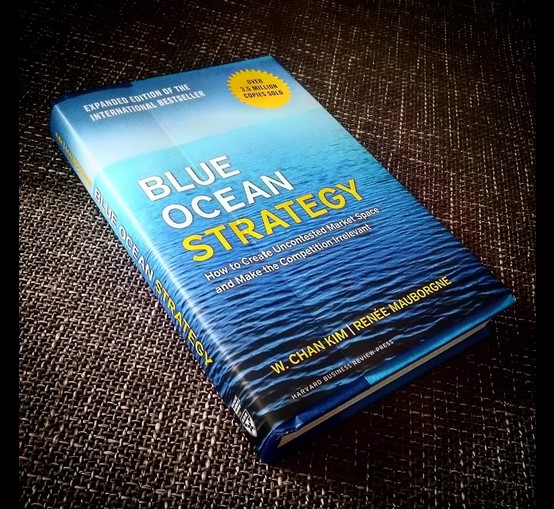 EXPANDED EDITION OF THE
INTERNATIONAL BESTSELLER
OVER
3.5 MILLION
COPIES SOLD
BLUE
OCEAN
STRATEGY
How to Create Uncontested Market Space
and Make the Competition Irrelevant
W. CHAN KIM | RENÉE MAUBORGNE
HARVARD BUSINESS REVIEW PRESS
BLUE OCEAN STRATEGY